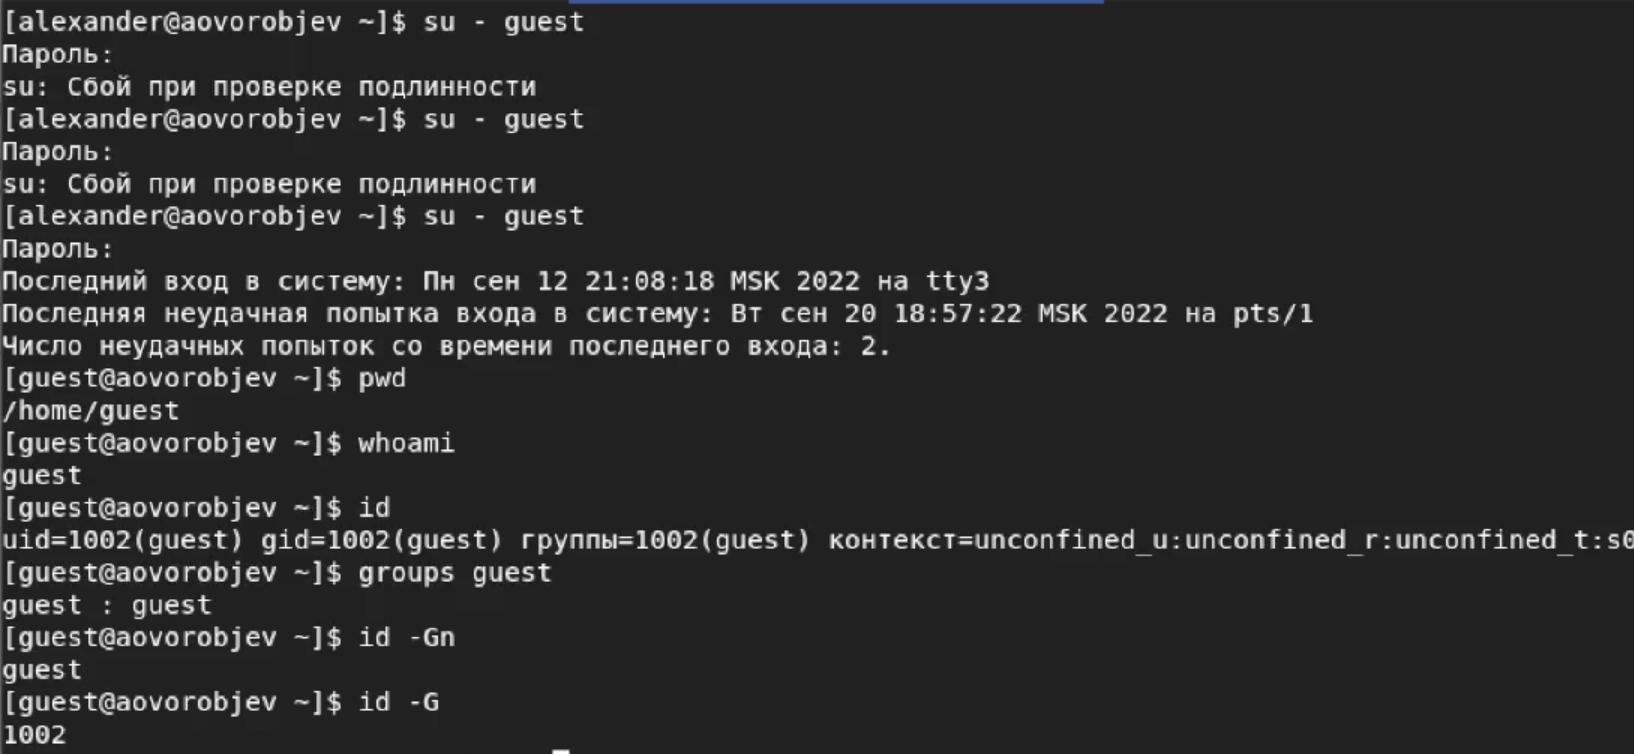 [alexander@aovorobjev ~]$ su - guest
Пароль:
su: Сбой при проверке подлинности
[alexander@aovorobjev ~]$ su - guest
Пароль:
su: Сбой при проверке подлинности
[alexander@aovorobjev ~]$ su - guest
Пароль:
Последний вход в систему: Пн сен 12 21:08:18 MSK 2022 на tty3
Последняя неудачная попытка входа в систему: Вт сен 20 18:57:22 MSK 2022 на pts/1
Число неудачных попыток со времени последнего входа: 2.
[guest@aovorobjev ~]$ pwd
/home/guest
[guest@aovorobjev ~]$ whoami
guest
[guest@aovorobjev ~]$ id
uid=1002(guest) gid=1002(guest) группы=1002(guest) контекст=unconfined_u:unconfined_r:unconfined_t:s0
[guest@aovorobjev ~]$ groups guest
guest : guest
[guest@aovorobjev ~]$ id -Gn
guest
[guest@aovorobjev ~]$ id -G
1002